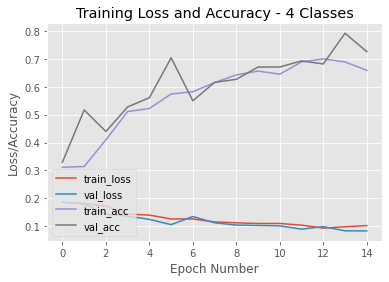 Training Loss and Accuracy - 4 Classes
Loss/Accuracy
0.8
0.7
0.6
0.5
0.4
0.3
0.2
0.1
train_loss
val_loss
train_acc
val_acc
0 2 4 6 8 10 12 14
Epoch Number